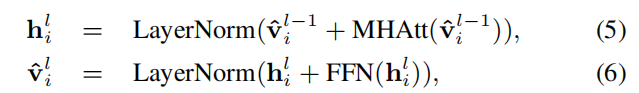 h_i^l = LayerNorm(v̂_i^{l−1} + MHAtt(v̂_i^{l−1})), (5)
v̂_i^l = LayerNorm(h_i^l + FFN(h_i^l)), (6)